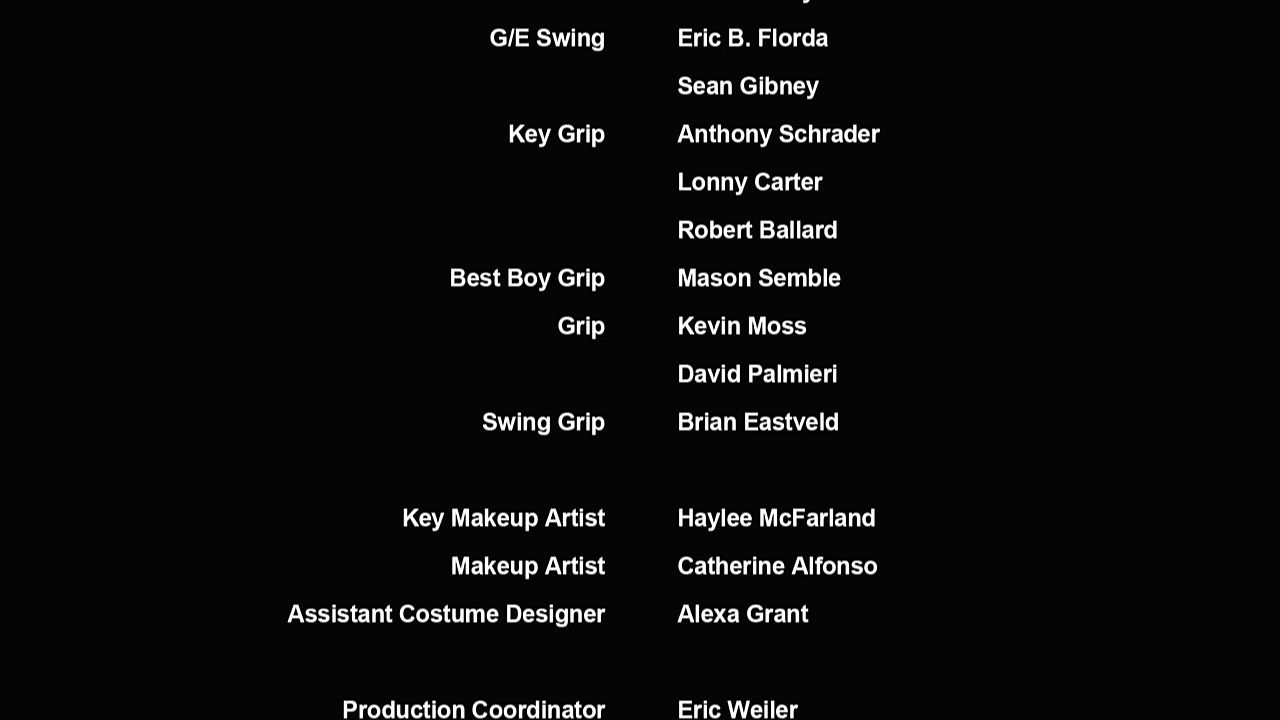 G/E Swing Eric B. Florda
Sean Gibney
Key Grip Anthony Schrader
Lonny Carter
Robert Ballard
Best Boy Grip Mason Semble
Grip Kevin Moss
David Palmieri
Swing Grip Brian Eastveld
Key Makeup Artist Haylee McFarland
Makeup Artist Catherine Alfonso
Assistant Costume Designer Alexa Grant
Production Coordinator Eric Weiler